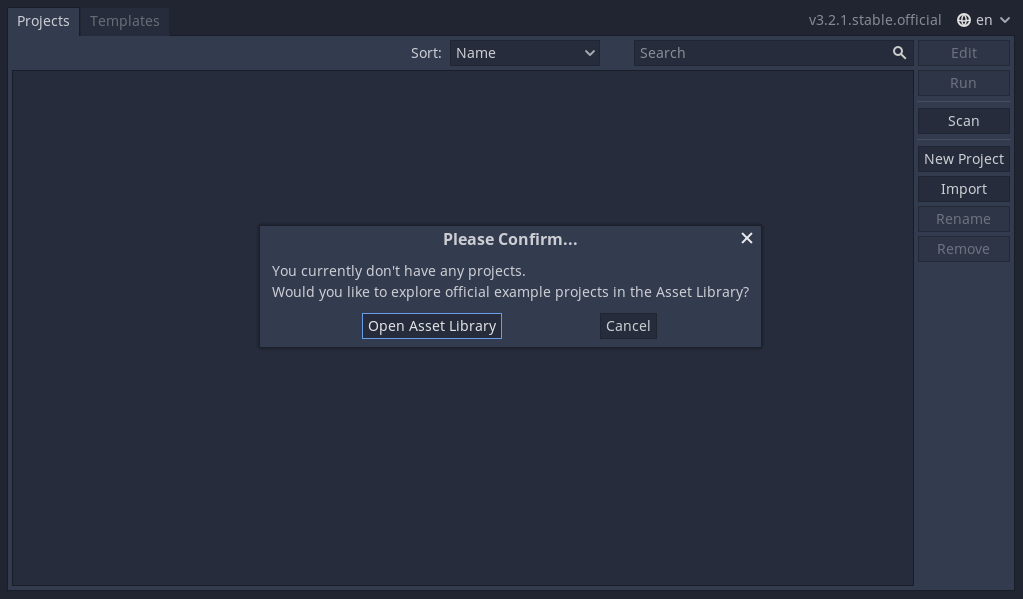 Projects
Templates
v3.2.1.stable.official
en
Sort:
Name
Search
Edit
Run
Scan
New Project
Import
Rename
Remove
Please Confirm...
You currently don't have any projects.
Would you like to explore official example projects in the Asset Library?
Open Asset Library
Cancel